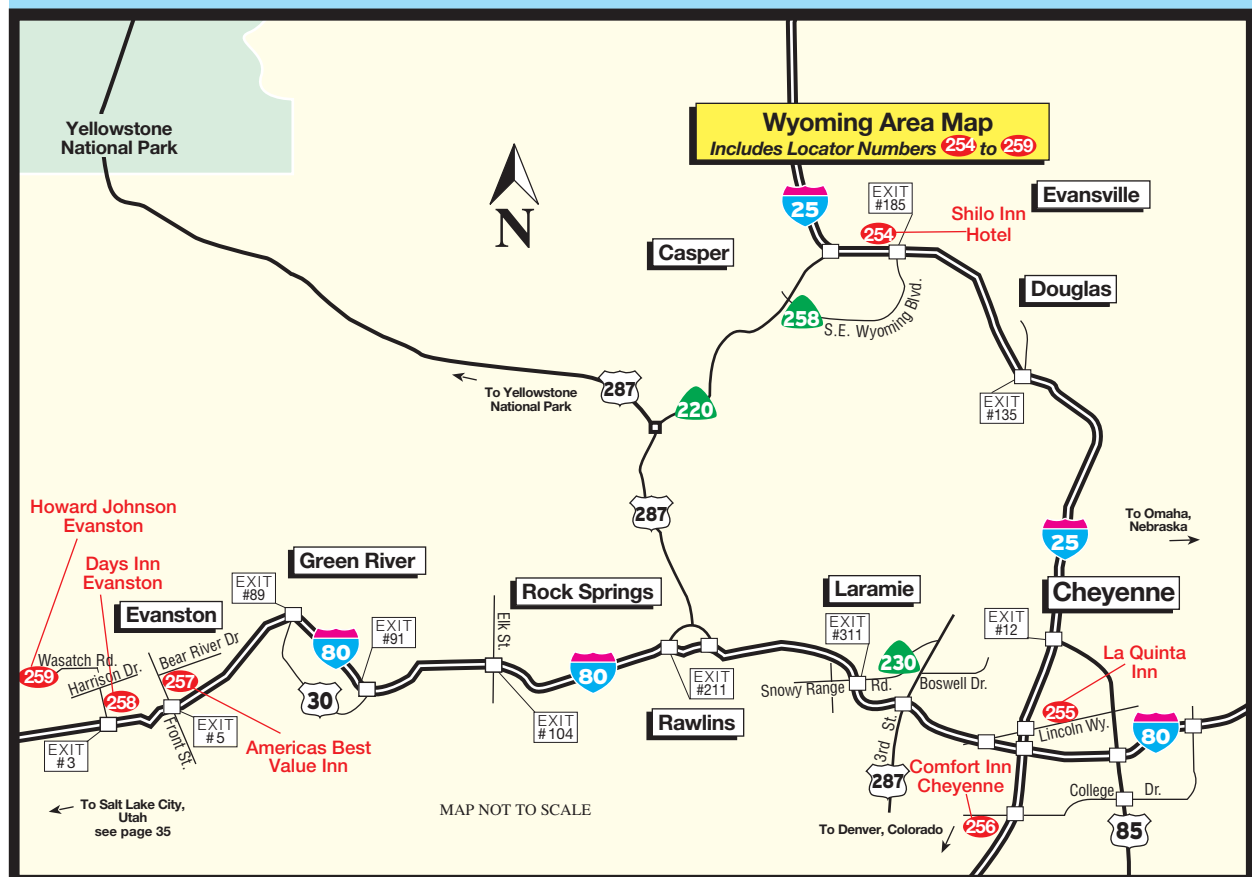 Yellowstone
National Park
Wyoming Area Map
Includes Locator Numbers 254 to 259
N
25
EXIT
#185
Evansville
254
Shilo Inn
Hotel
Casper
Douglas
258
S.E. Wyoming Blvd.
287
To Yellowstone
National Park
220
EXIT
#135
287
25
To Omaha,
Nebraska
Howard Johnson
Evanston
Days Inn
Evanston
Green River
EXIT
#89
Evanston
Rock Springs
Laramie
Cheyenne
EXIT
#91
80
Elk St.
EXIT
#311
EXIT
#12
259
Wasatch Rd.
Harrison Dr.
258
Bear River Dr
257
30
80
EXIT
#211
230
Snowy Range Rd.
Boswell Dr.
La Quinta
Inn
255
Lincoln Wy.
80
EXIT
#3
Front St.
EXIT
#5
Americas Best
Value Inn
EXIT
#104
Rawlins
3rd St.
287
Comfort Inn
Cheyenne
256
College Dr.
85
To Salt Lake City,
Utah
see page 35
MAP NOT TO SCALE
To Denver, Colorado